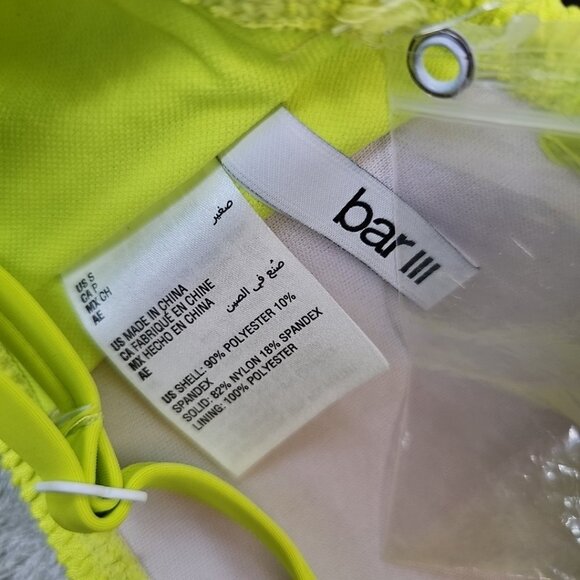 bar III
US S
CA P
MX CH
AE صغير
US MADE IN CHINA
CA FABRIQUÉ EN CHINE
MX HECHO EN CHINA
AE صُنع في الصين
US SHELL: 90% POLYESTER 10%
SPANDEX
SOLID: 82% NYLON 18% SPANDEX
LINING: 100% POLYESTER